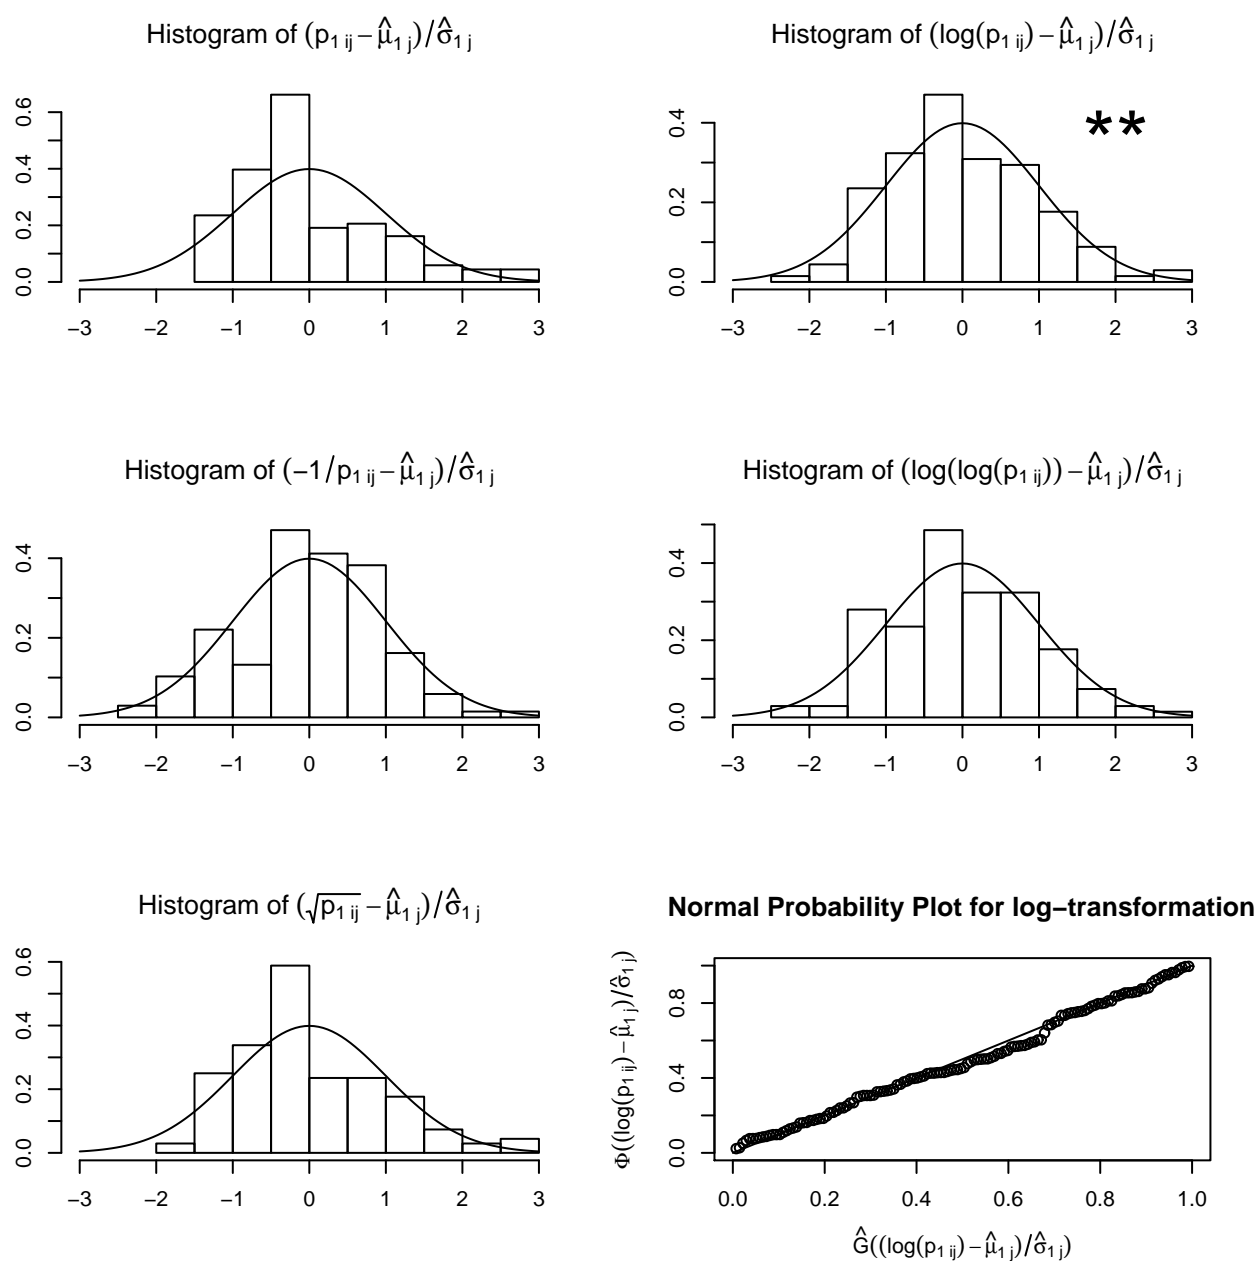 Histogram of (p₁ ᵢⱼ − μ̂₁ ⱼ)/σ̂₁ ⱼ
0.0 0.2 0.4 0.6
−3 −2 −1 0 1 2 3
Histogram of (log(p₁ ᵢⱼ) − μ̂₁ ⱼ)/σ̂₁ ⱼ
**
0.0 0.2 0.4
−3 −2 −1 0 1 2 3
Histogram of (−1/p₁ ᵢⱼ − μ̂₁ ⱼ)/σ̂₁ ⱼ
0.0 0.2 0.4
−3 −2 −1 0 1 2 3
Histogram of (log(log(p₁ ᵢⱼ)) − μ̂₁ ⱼ)/σ̂₁ ⱼ
0.0 0.2 0.4
−3 −2 −1 0 1 2 3
Histogram of (√p₁ ᵢⱼ − μ̂₁ ⱼ)/σ̂₁ ⱼ
0.0 0.2 0.4 0.6
−3 −2 −1 0 1 2 3
Normal Probability Plot for log−transformation
Φ((log(p₁ ᵢⱼ) − μ̂₁ ⱼ)/σ̂₁ ⱼ)
0.0 0.4 0.8
0.0 0.2 0.4 0.6 0.8 1.0
Ĝ((log(p₁ ᵢⱼ) − μ̂₁ ⱼ)/σ̂₁ ⱼ)